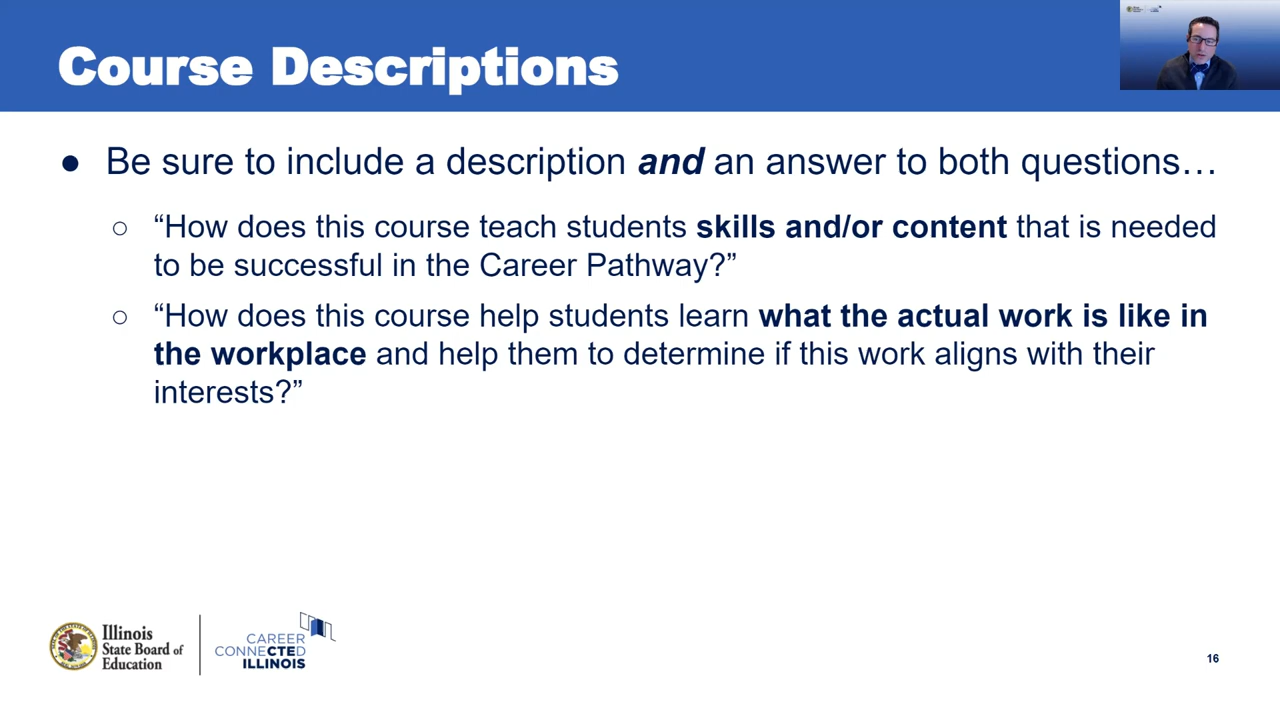 Course Descriptions
● Be sure to include a description and an answer to both questions…
○ “How does this course teach students skills and/or content that is needed
to be successful in the Career Pathway?”
○ “How does this course help students learn what the actual work is like in
the workplace and help them to determine if this work aligns with their
interests?”
Illinois
State Board of
Education
CAREER
CONNECTED
ILLINOIS
16